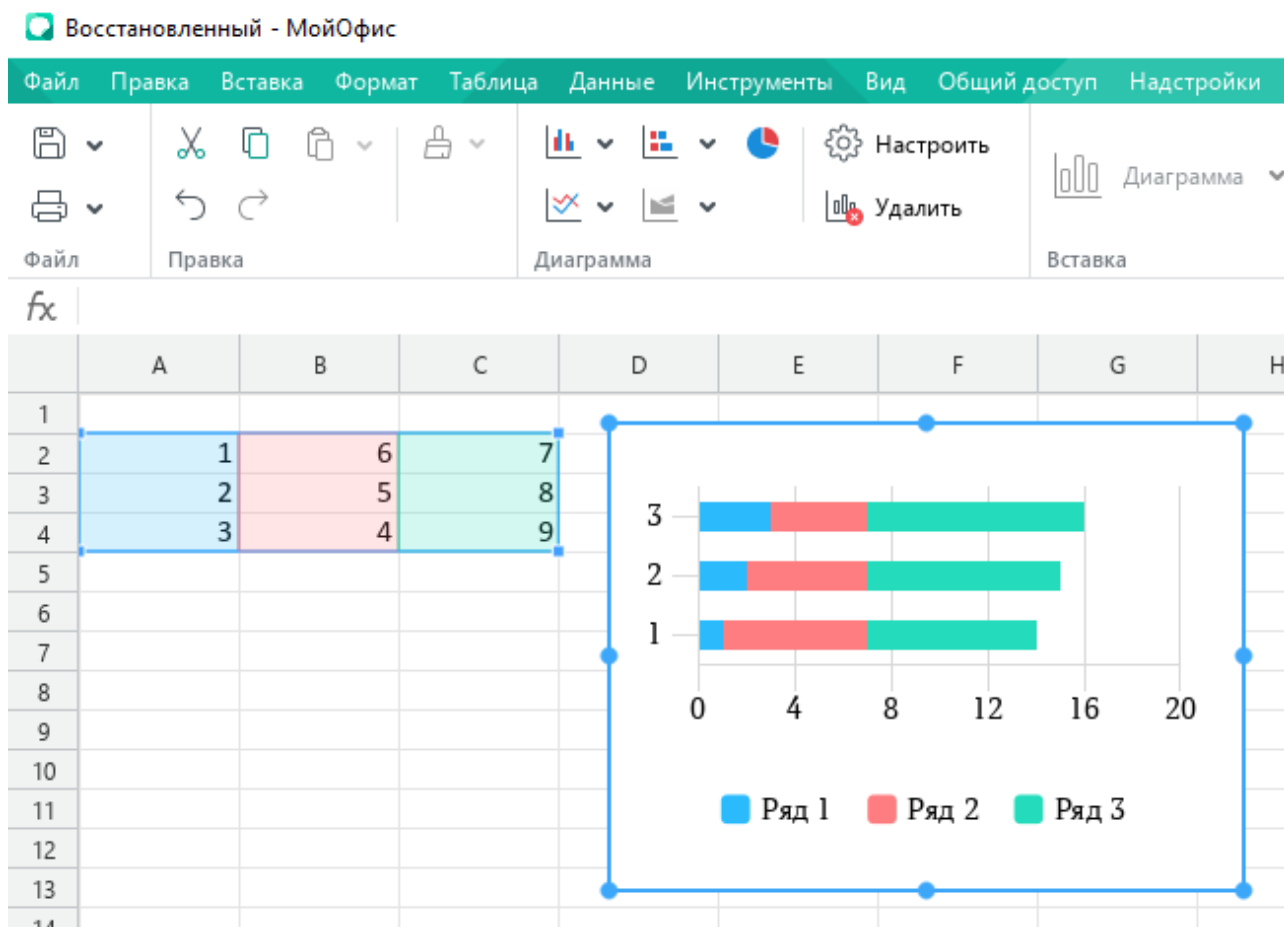 Восстановленный - МойОфис
Файл Правка Вставка Формат Таблица Данные Инструменты Вид Общий доступ Надстройки
Настроить
Диаграмма
Удалить
Файл Правка Диаграмма Вставка
fx
A B C D E F G H
1
2 1 6 7
3 2 5 8
4 3 4 9
5
6
7
8
9
10
11
12
13
14
3
2
1
0 4 8 12 16 20
Ряд 1 Ряд 2 Ряд 3